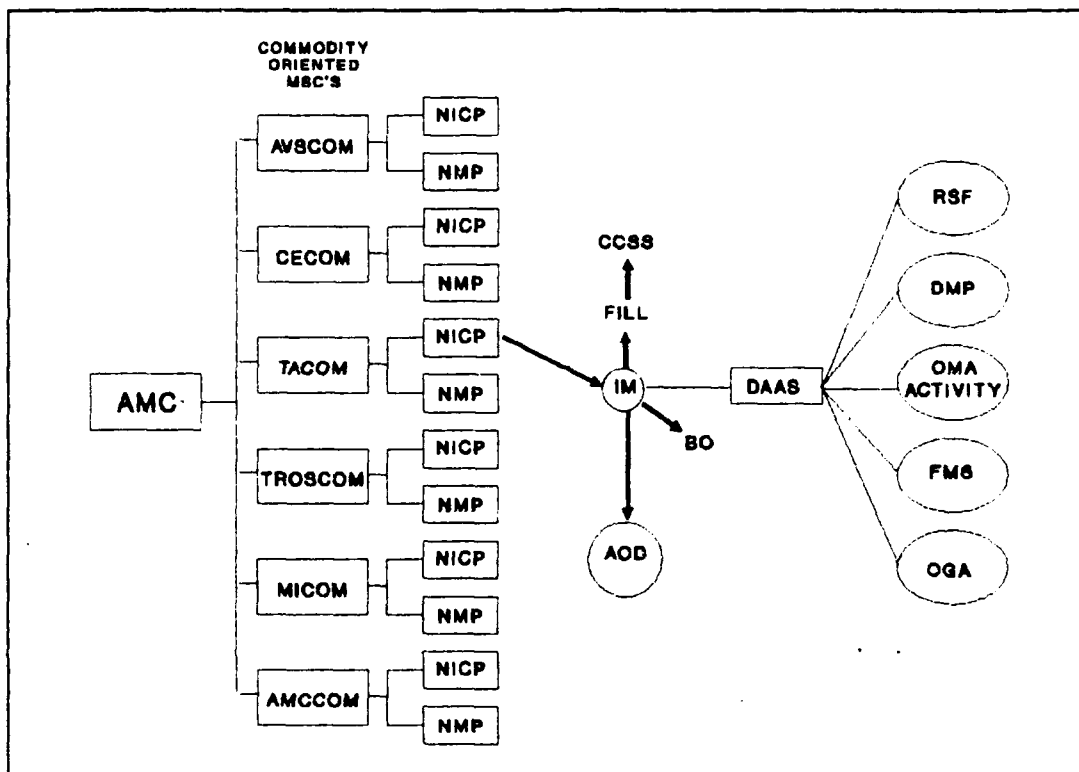 COMMODITY
ORIENTED
MSC'S
AMC
AVSCOM
NICP
NMP
CECOM
NICP
NMP
TACOM
NICP
NMP
TROSCOM
NICP
NMP
MICOM
NICP
NMP
AMCCOM
NICP
NMP
CCSS
FILL
IM
BO
AOD
DAAS
RSF
DMP
OMA
ACTIVITY
FMS
OGA